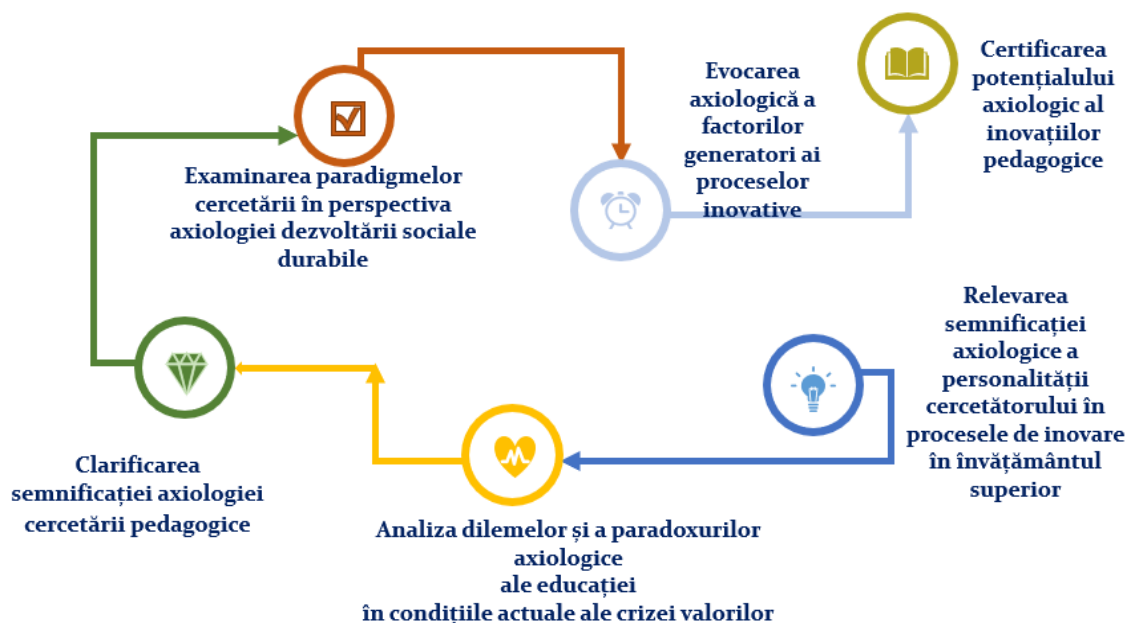 Examinarea paradigmelor
cercetării în perspectiva
axiologiei dezvoltării sociale
durabile
Evocarea
axiologică a
factorilor
generatori ai
proceselor
inovative
Certificarea
potențialului
axiologic al
inovațiilor
pedagogice
Clarificarea
semnificației axiologiei
cercetării pedagogice
Analiza dilemelor și a paradoxurilor
axiologice
ale educației
în condițiile actuale ale crizei valorilor
Relevarea
semnificației
axiologice a
personalității
cercetătorului în
procesele de inovare
în învățământul
superior